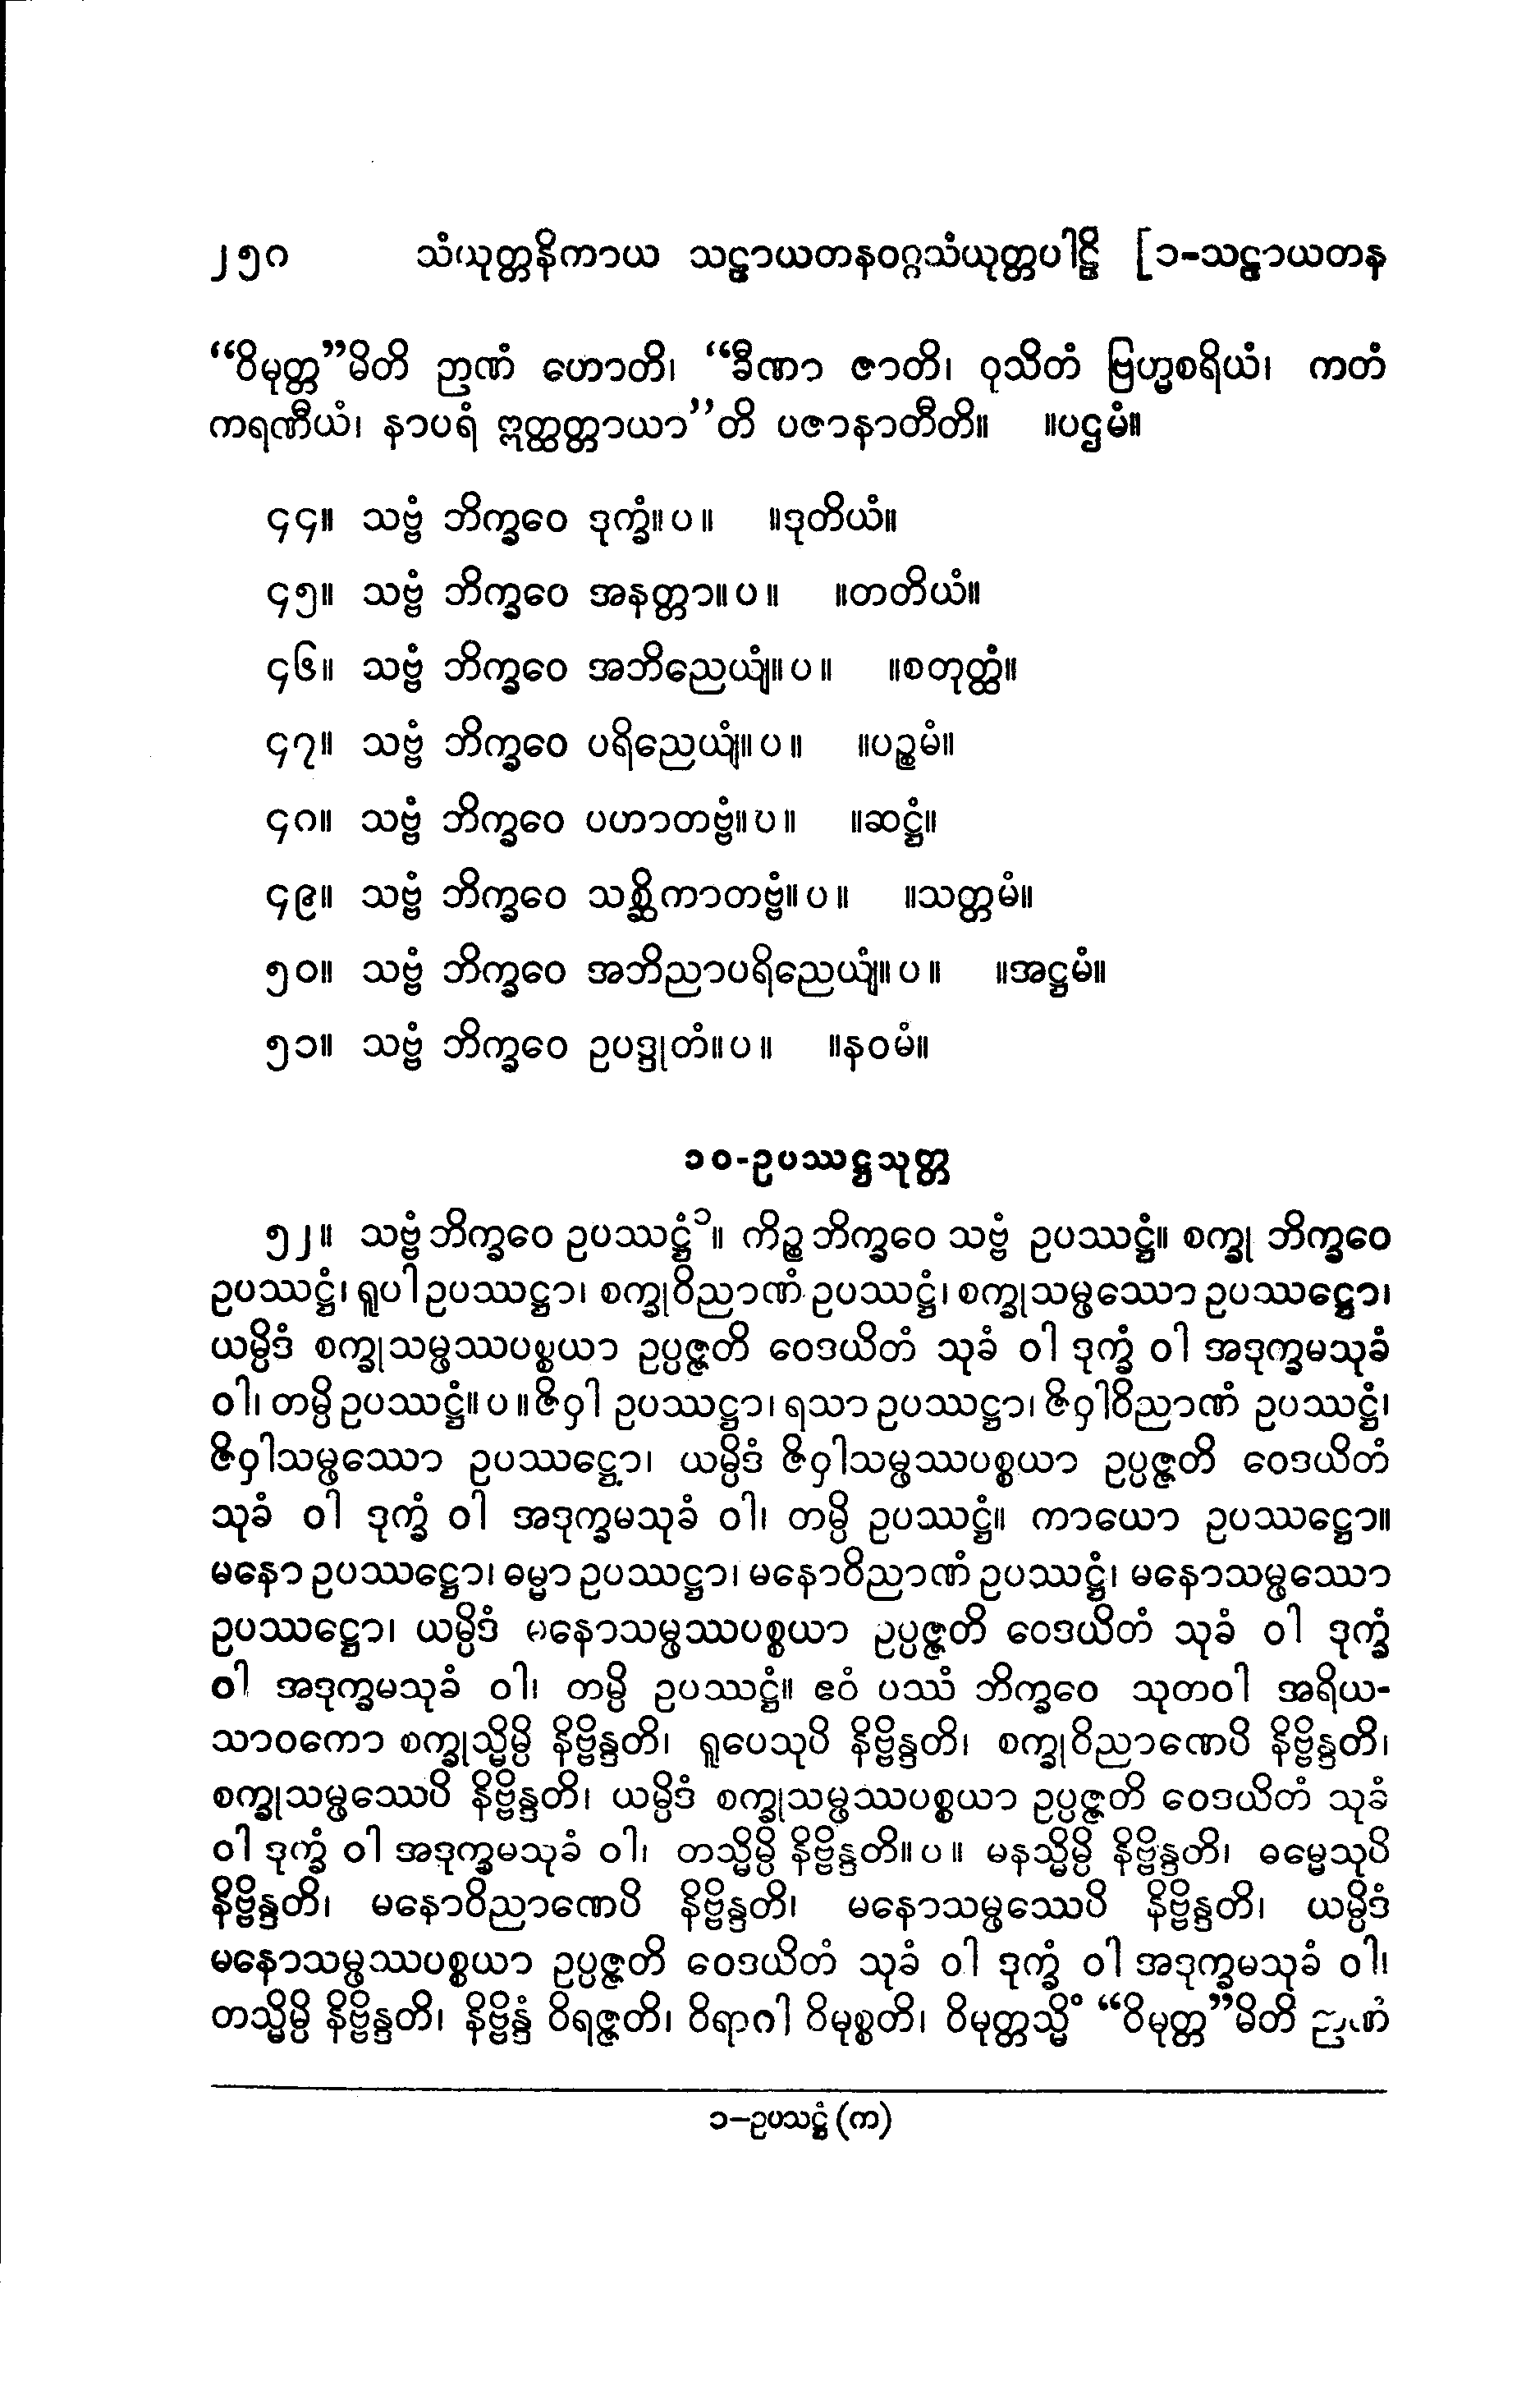 ၂၅၈ သံယုတ္တနိကာယ သဠာယတနဝဂ္ဂသံယုတ္တပါဠိ [၁-သဠာယတန
“ဝိမုတ္တ”မိတိ ဉာဏံ ဟောတိ၊ “ခီဏာ ဇာတိ၊ ဝုသိတံ ဗြဟ္မစရိယံ၊ ကတံ
ကရဏီယံ၊ နာပရံ ဣတ္ထတ္တာယာ”တိ ပဇာနာတီတိ။ ။ပဌမံ။
၄၄။ သဗ္ဗံ ဘိက္ခဝေ ဒုက္ခံ။ ပ ။ ။ဒုတိယံ။
၄၅။ သဗ္ဗံ ဘိက္ခဝေ အနတ္တာ။ ပ ။ ။တတိယံ။
၄၆။ သဗ္ဗံ ဘိက္ခဝေ အဘိညေယျံ။ ပ ။ ။စတုတ္ထံ။
၄၇။ သဗ္ဗံ ဘိက္ခဝေ ပရိညေယျံ။ ပ ။ ။ပဉ္စမံ။
၄၈။ သဗ္ဗံ ဘိက္ခဝေ ပဟာတဗ္ဗံ။ ပ ။ ။ဆဋ္ဌံ။
၄၉။ သဗ္ဗံ ဘိက္ခဝေ သစ္ဆိကာတဗ္ဗံ။ ပ ။ ။သတ္တမံ။
၅၀။ သဗ္ဗံ ဘိက္ခဝေ အဘိညာပရိညေယျံ။ ပ ။ ။အဋ္ဌမံ။
၅၁။ သဗ္ဗံ ဘိက္ခဝေ ဥပဒ္ဒုတံ။ ပ ။ ။နဝမံ။
၁၀-ဥပဿဋ္ဌသုတ္တ
၅၂။ သဗ္ဗံ ဘိက္ခဝေ ဥပဿဋ္ဌံ၁။ ကိဉ္စ ဘိက္ခဝေ သဗ္ဗံ ဥပဿဋ္ဌံ။ စက္ခု ဘိက္ခဝေ
ဥပဿဋ္ဌံ၊ ရူပါ ဥပဿဋ္ဌာ၊ စက္ခုဝိညာဏံ ဥပဿဋ္ဌံ၊ စက္ခုသမ္ဖဿော ဥပဿဋ္ဌော၊
ယမ္ပိဒံ စက္ခုသမ္ဖဿပစ္စယာ ဥပ္ပဇ္ဇတိ ဝေဒယိတံ သုခံ ဝါ ဒုက္ခံ ဝါ အဒုက္ခမသုခံ
ဝါ၊ တမ္ပိ ဥပဿဋ္ဌံ။ ပ ။ ဇိဝှါ ဥပဿဋ္ဌာ၊ ရသာ ဥပဿဋ္ဌာ၊ ဇိဝှါဝိညာဏံ ဥပဿဋ္ဌံ၊
ဇိဝှါသမ္ဖဿော ဥပဿဋ္ဌော၊ ယမ္ပိဒံ ဇိဝှါသမ္ဖဿပစ္စယာ ဥပ္ပဇ္ဇတိ ဝေဒယိတံ
သုခံ ဝါ ဒုက္ခံ ဝါ အဒုက္ခမသုခံ ဝါ၊ တမ္ပိ ဥပဿဋ္ဌံ။ ကာယော ဥပဿဋ္ဌော။
မနော ဥပဿဋ္ဌော၊ ဓမ္မာ ဥပဿဋ္ဌာ၊ မနောဝိညာဏံ ဥပဿဋ္ဌံ၊ မနောသမ္ဖဿော
ဥပဿဋ္ဌော၊ ယမ္ပိဒံ မနောသမ္ဖဿပစ္စယာ ဥပ္ပဇ္ဇတိ ဝေဒယိတံ သုခံ ဝါ ဒုက္ခံ
ဝါ အဒုက္ခမသုခံ ဝါ၊ တမ္ပိ ဥပဿဋ္ဌံ။ ဧဝံ ပဿံ ဘိက္ခဝေ သုတဝါ အရိယ-
သာဝကော စက္ခုသ္မိမ္ပိ နိဗ္ဗိန္ဒတိ၊ ရူပေသုပိ နိဗ္ဗိန္ဒတိ၊ စက္ခုဝိညာဏေပိ နိဗ္ဗိန္ဒတိ၊
စက္ခုသမ္ဖဿေပိ နိဗ္ဗိန္ဒတိ၊ ယမ္ပိဒံ စက္ခုသမ္ဖဿပစ္စယာ ဥပ္ပဇ္ဇတိ ဝေဒယိတံ သုခံ
ဝါ ဒုက္ခံ ဝါ အဒုက္ခမသုခံ ဝါ၊ တသ္မိမ္ပိ နိဗ္ဗိန္ဒတိ။ ပ ။ မနသ္မိမ္ပိ နိဗ္ဗိန္ဒတိ၊ ဓမ္မေသုပိ
နိဗ္ဗိန္ဒတိ၊ မနောဝိညာဏေပိ နိဗ္ဗိန္ဒတိ၊ မနောသမ္ဖဿေပိ နိဗ္ဗိန္ဒတိ၊ ယမ္ပိဒံ
မနောသမ္ဖဿပစ္စယာ ဥပ္ပဇ္ဇတိ ဝေဒယိတံ သုခံ ဝါ ဒုက္ခံ ဝါ အဒုက္ခမသုခံ ဝါ၊
တသ္မိမ္ပိ နိဗ္ဗိန္ဒတိ၊ နိဗ္ဗိန္ဒံ ဝိရဇ္ဇတိ၊ ဝိရာဂါ ဝိမုစ္စတိ၊ ဝိမုတ္တသ္မိံ “ဝိမုတ္တ”မိတိ ဉာဏံ
၁-ဥပသဋ္ဌံ (က)